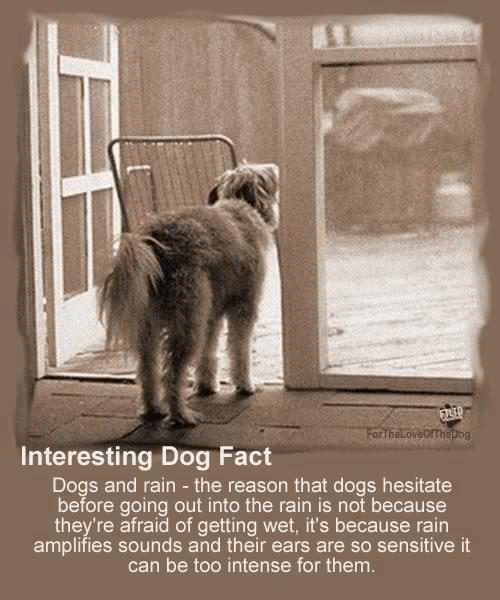 FTLTD
ForTheLoveOfTheDog
Interesting Dog Fact
Dogs and rain - the reason that dogs hesitate
before going out into the rain is not because
they're afraid of getting wet, it's because rain
amplifies sounds and their ears are so sensitive it
can be too intense for them.